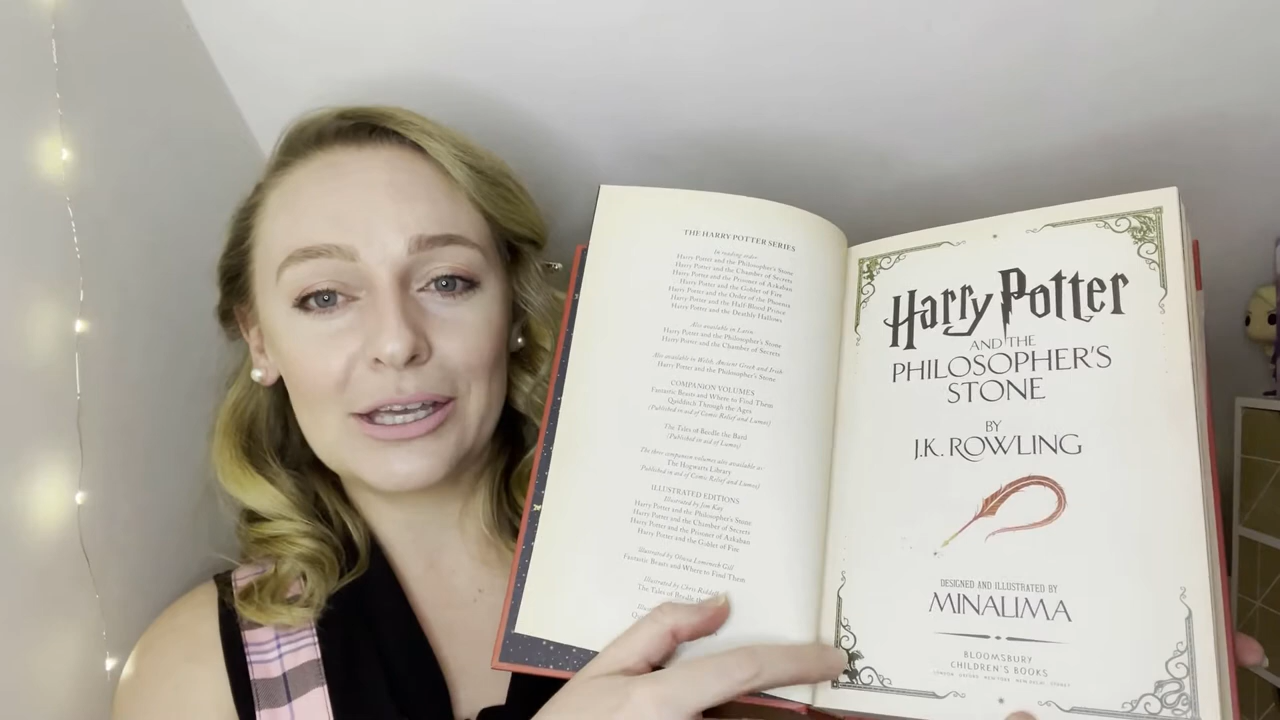 THE HARRY POTTER SERIES
In reading order
Harry Potter and the Philosopher's Stone
Harry Potter and the Chamber of Secrets
Harry Potter and the Prisoner of Azkaban
Harry Potter and the Goblet of Fire
Harry Potter and the Order of the Phoenix
Harry Potter and the Half-Blood Prince
Harry Potter and the Deathly Hallows
Also available in Latin
Harry Potter and the Philosopher's Stone
Harry Potter and the Chamber of Secrets
Also available in Welsh, Ancient Greek and Irish
Harry Potter and the Philosopher's Stone
COMPANION VOLUMES
Fantastic Beasts and Where to Find Them
Quidditch Through the Ages
(Published in aid of Comic Relief and Lumos)
The Tales of Beedle the Bard
(Published in aid of Lumos)
The three companion volumes also available as
The Hogwarts Library
(Published in aid of Comic Relief and Lumos)
ILLUSTRATED EDITIONS
Illustrated by Jim Kay
Harry Potter and the Philosopher's Stone
Harry Potter and the Chamber of Secrets
Harry Potter and the Prisoner of Azkaban
Harry Potter and the Goblet of Fire
Illustrated by Olivia Lomenech Gill
Fantastic Beasts and Where to Find Them
Illustrated by Chris
The Tales of Beedle
Harry Potter
AND THE
PHILOSOPHER'S
STONE
BY
J.K. ROWLING
DESIGNED AND ILLUSTRATED BY
MINALIMA
BLOOMSBURY
CHILDREN'S BOOKS
LONDON OXFORD NEW YORK NEW DELHI SYDNEY